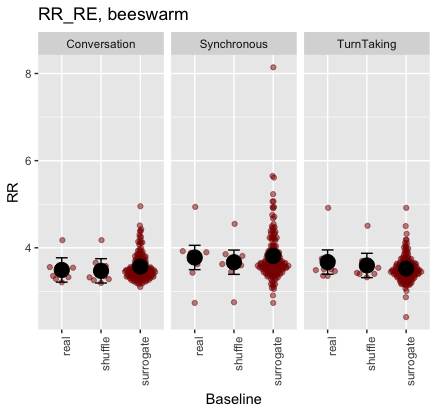 RR_RE, beeswarm
Conversation
Synchronous
TurnTaking
RR
8
6
4
real
shuffle
surrogate
real
shuffle
surrogate
real
shuffle
surrogate
Baseline